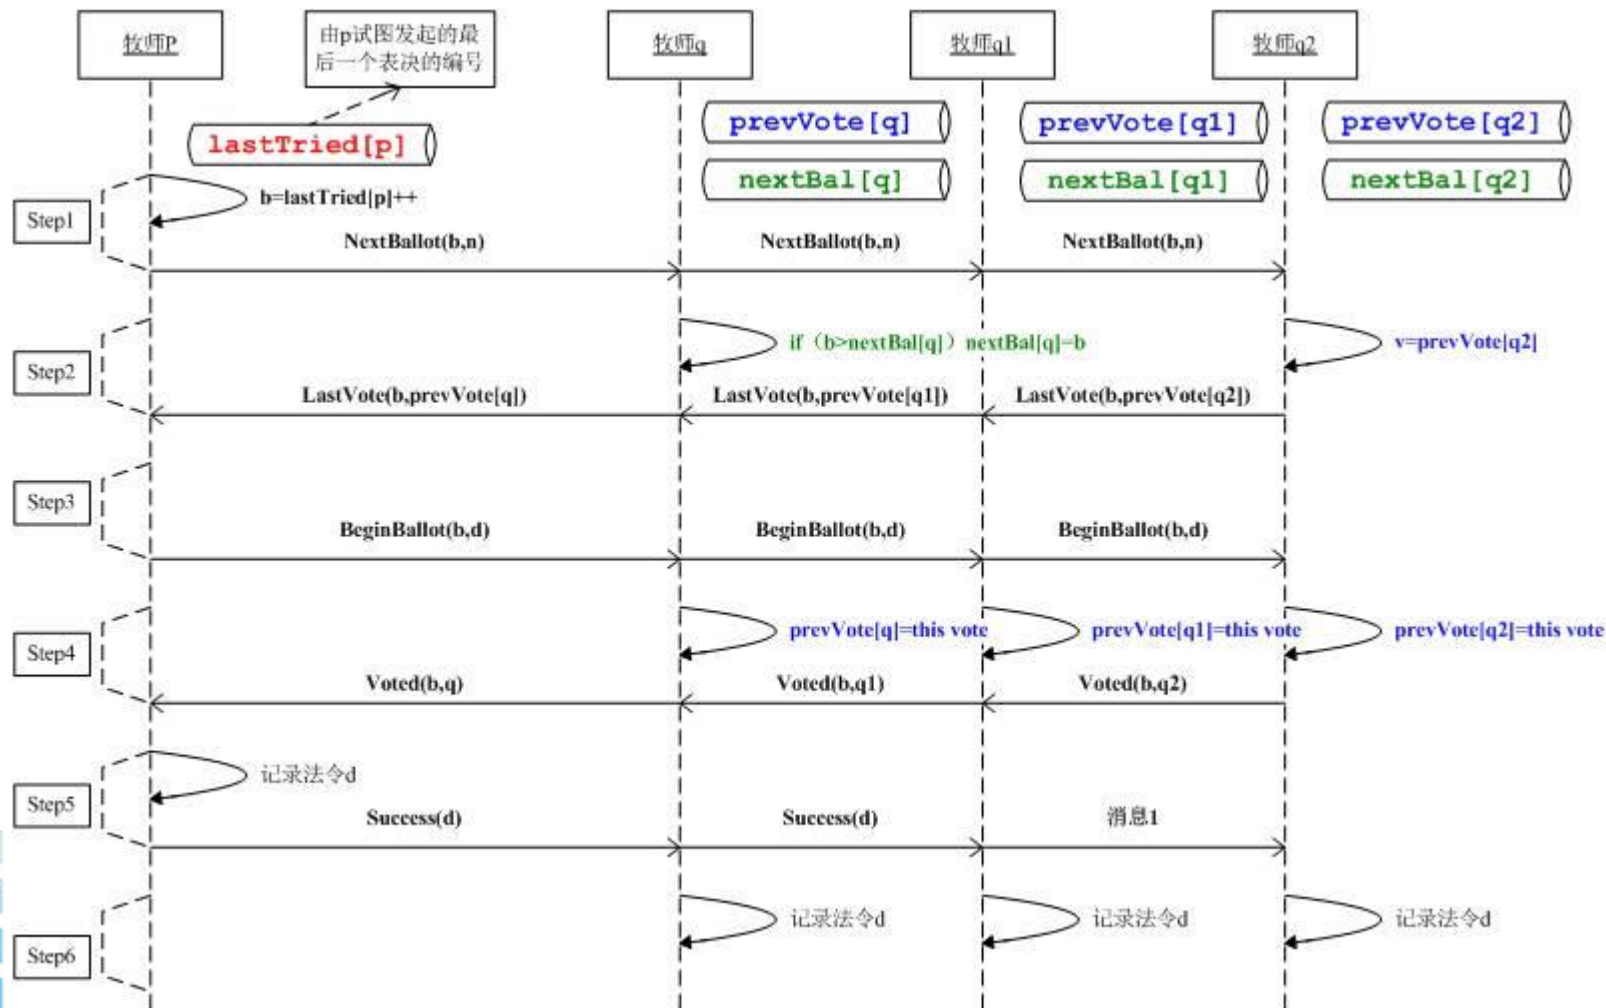 牧师P
由p试图发起的最
后一个表决的编号
牧师q
牧师q1
牧师q2
prevVote[q]
prevVote[q1]
prevVote[q2]
lastTried[p]
nextBal[q]
nextBal[q1]
nextBal[q2]
Step1
b=lastTried[p]++
NextBallot(b,n)
NextBallot(b,n)
NextBallot(b,n)
Step2
if（b>nextBal[q]）nextBal[q]=b
v=prevVote[q2]
LastVote(b,prevVote[q])
LastVote(b,prevVote[q1])
LastVote(b,prevVote[q2])
Step3
BeginBallot(b,d)
BeginBallot(b,d)
BeginBallot(b,d)
Step4
prevVote[q]=this vote
prevVote[q1]=this vote
prevVote[q2]=this vote
Voted(b,q)
Voted(b,q1)
Voted(b,q2)
Step5
记录法令d
Success(d)
Success(d)
消息1
Step6
记录法令d
记录法令d
记录法令d